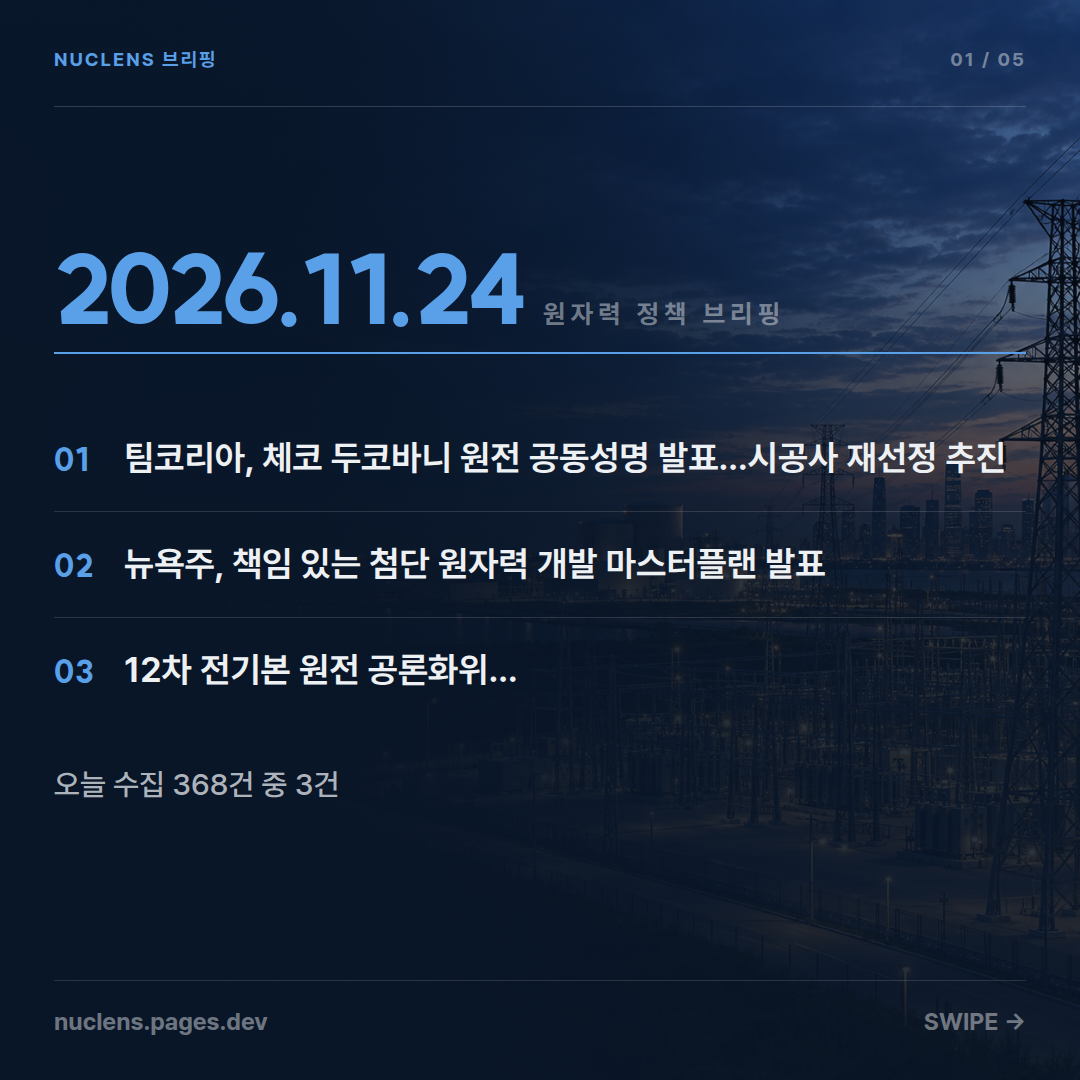 NUCLENS 브리핑
01 / 05
2026.11.24 원자력 정책 브리핑
01 팀코리아, 체코 두코바니 원전 공동성명 발표...시공사 재선정 추진
02 뉴욕주, 책임 있는 첨단 원자력 개발 마스터플랜 발표
03 12차 전기본 원전 공론화위...
오늘 수집 368건 중 3건
nuclens.pages.dev
SWIPE →